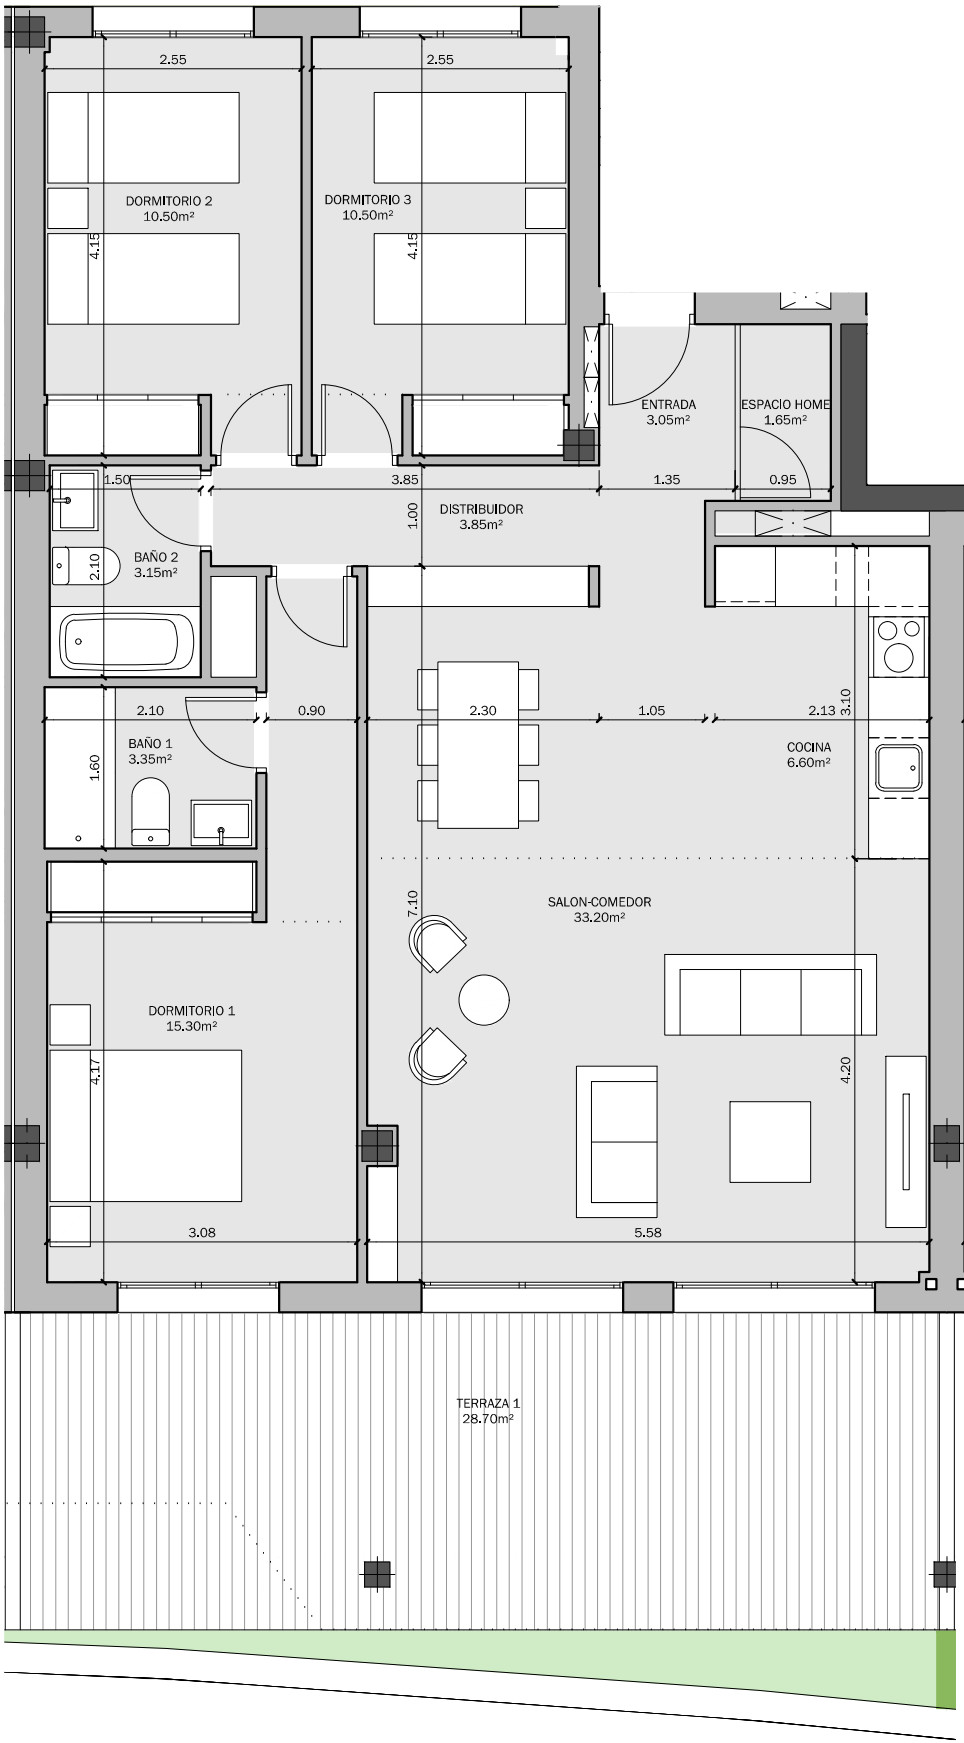 2.55
2.55
DORMITORIO 2
10.50m²
DORMITORIO 3
10.50m²
4.15
4.15
ENTRADA
3.05m²
ESPACIO HOME
1.65m²
1.50
3.85
1.35
0.95
DISTRIBUIDOR
3.85m²
1.00
BAÑO 2
3.15m²
2.10
2.10
0.90
2.30
1.05
2.13
3.10
BAÑO 1
3.35m²
1.60
COCINA
6.60m²
7.10
SALON-COMEDOR
33.20m²
DORMITORIO 1
15.30m²
4.17
4.20
3.08
5.58
TERRAZA 1
28.70m²